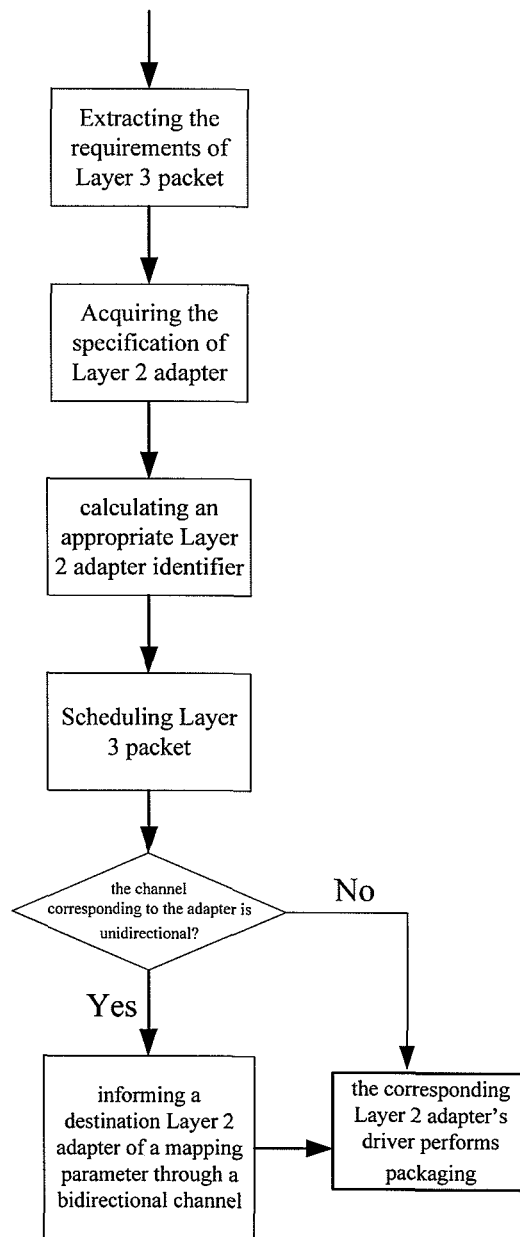 Extracting the
requirements of
Layer 3 packet
Acquiring the
specification of
Layer 2 adapter
calculating an
appropriate Layer
2 adapter identifier
Scheduling Layer
3 packet
the channel
corresponding to the adapter is
unidirectional?
No
Yes
informing a
destination Layer 2
adapter of a mapping
parameter through a
bidirectional channel
the corresponding
Layer 2 adapter's
driver performs
packaging